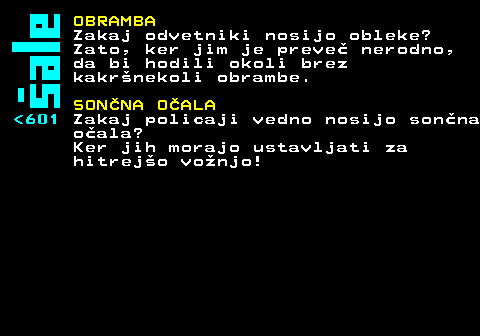 šale
<601
OBRAMBA
Zakaj odvetniki nosijo obleke?
Zato, ker jim je preveč nerodno,
da bi hodili okoli brez
kakršnekoli obrambe.
SONČNA OČALA
Zakaj policaji vedno nosijo sončna
očala?
Ker jih morajo ustavljati za
hitrejšo vožnjo!